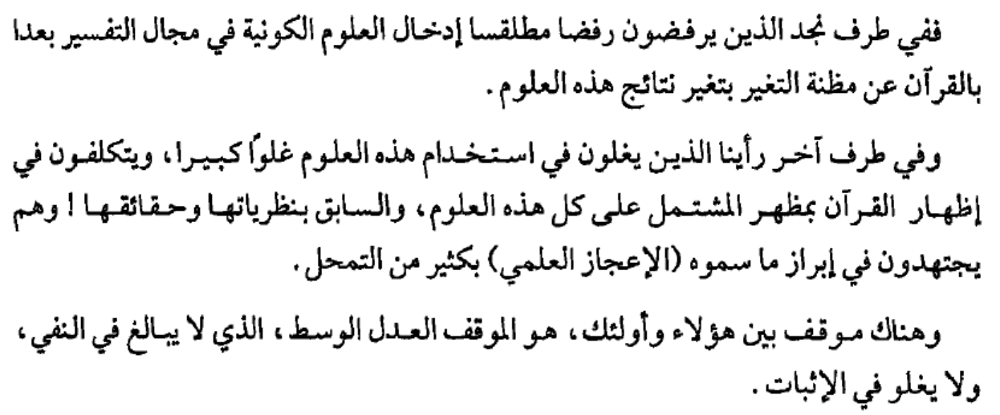 ففي طرف نجد الذين يرفضون رفضا مطلقسا إدخال العلوم الكونية في مجال التفسير بعدا
بالقرآن عن مظنة التغير بتغير نتائج هذه العلوم .
وفي طرف آخر رأينا الذين يغلون في استخدام هذه العلوم غلوًا كبيرا ، ويتكلفون في
إظهار القرآن بمظهر المشتمل على كل هذه العلوم ، والسابق بنظرياتها وحقائقها ! وهم
يجتهدون في إبراز ما سموه (الإعجاز العلمي) بكثير من التمحل .
وهناك موقف بين هؤلاء وأولئك ، هو الموقف العدل الوسط ، الذي لا يبالغ في النفي ،
ولا يغلو في الإثبات .